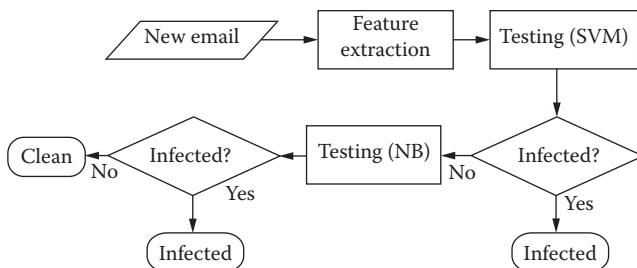 New email
Feature
extraction
Testing (SVM)
Infected?
Yes
Infected
No
Testing (NB)
Infected?
Yes
Infected
No
Clean